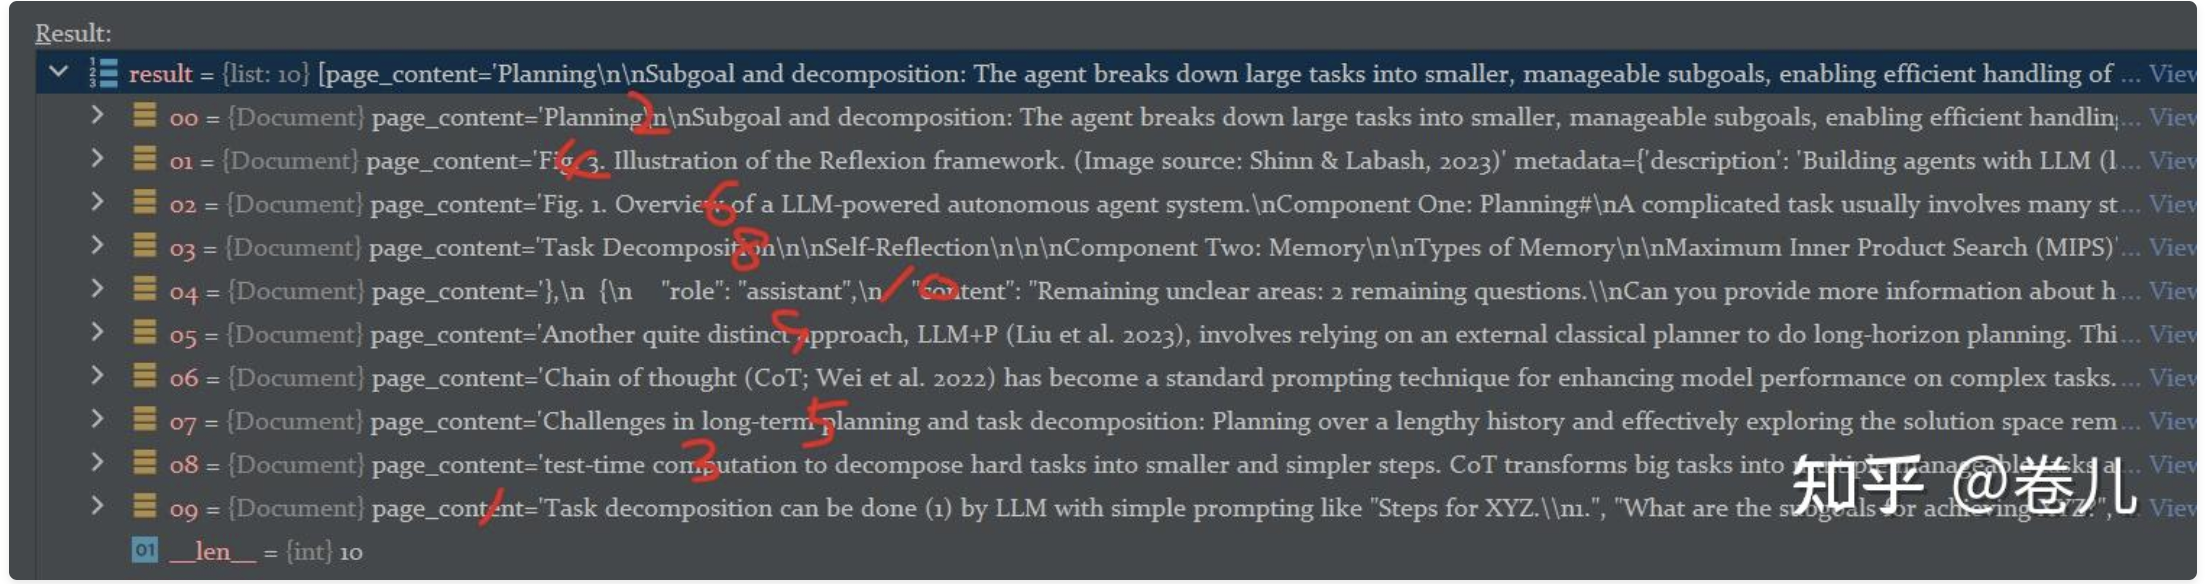 Result:
result = {list: 10} [page_content='Planning\n\nSubgoal and decomposition: The agent breaks down large tasks into smaller, manageable subgoals, enabling efficient handling of ... View
00 = {Document} page_content='Planning\n\nSubgoal and decomposition: The agent breaks down large tasks into smaller, manageable subgoals, enabling efficient handling... View
2
01 = {Document} page_content='Fig. 3. Illustration of the Reflexion framework. (Image source: Shinn & Labash, 2023)' metadata={'description': 'Building agents with LLM (l... View
4
02 = {Document} page_content='Fig. 1. Overview of a LLM-powered autonomous agent system.\nComponent One: Planning#\nA complicated task usually involves many st... View
6
03 = {Document} page_content='Task Decomposition\n\nSelf-Reflection\n\n\nComponent Two: Memory\n\nTypes of Memory\n\nMaximum Inner Product Search (MIPS)'... View
8
04 = {Document} page_content='},\n  {\n    "role": "assistant",\n    "content": "Remaining unclear areas: 2 remaining questions.\\nCan you provide more information about h... View
10
05 = {Document} page_content='Another quite distinct approach, LLM+P (Liu et al. 2023), involves relying on an external classical planner to do long-horizon planning. Thi... View
06 = {Document} page_content='Chain of thought (CoT; Wei et al. 2022) has become a standard prompting technique for enhancing model performance on complex tasks.... View
07 = {Document} page_content='Challenges in long-term planning and task decomposition: Planning over a lengthy history and effectively exploring the solution space rem... View
5
08 = {Document} page_content='test-time computation to decompose hard tasks into smaller and simpler steps. CoT transforms big tasks into multiple manageable tasks a... View
3
09 = {Document} page_content='Task decomposition can be done (1) by LLM with simple prompting like "Steps for XYZ.\\n1.", "What are the subgoals for achieving XYZ?",... View
1
知乎 @卷儿
01 __len__ = {int} 10